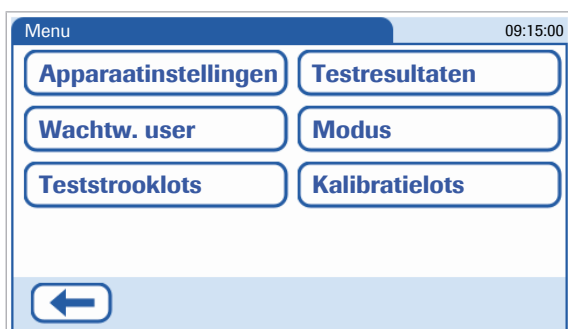 Menu 09:15:00
Apparaatinstellingen Testresultaten
Wachtw. user Modus
Teststrooklots Kalibratielots